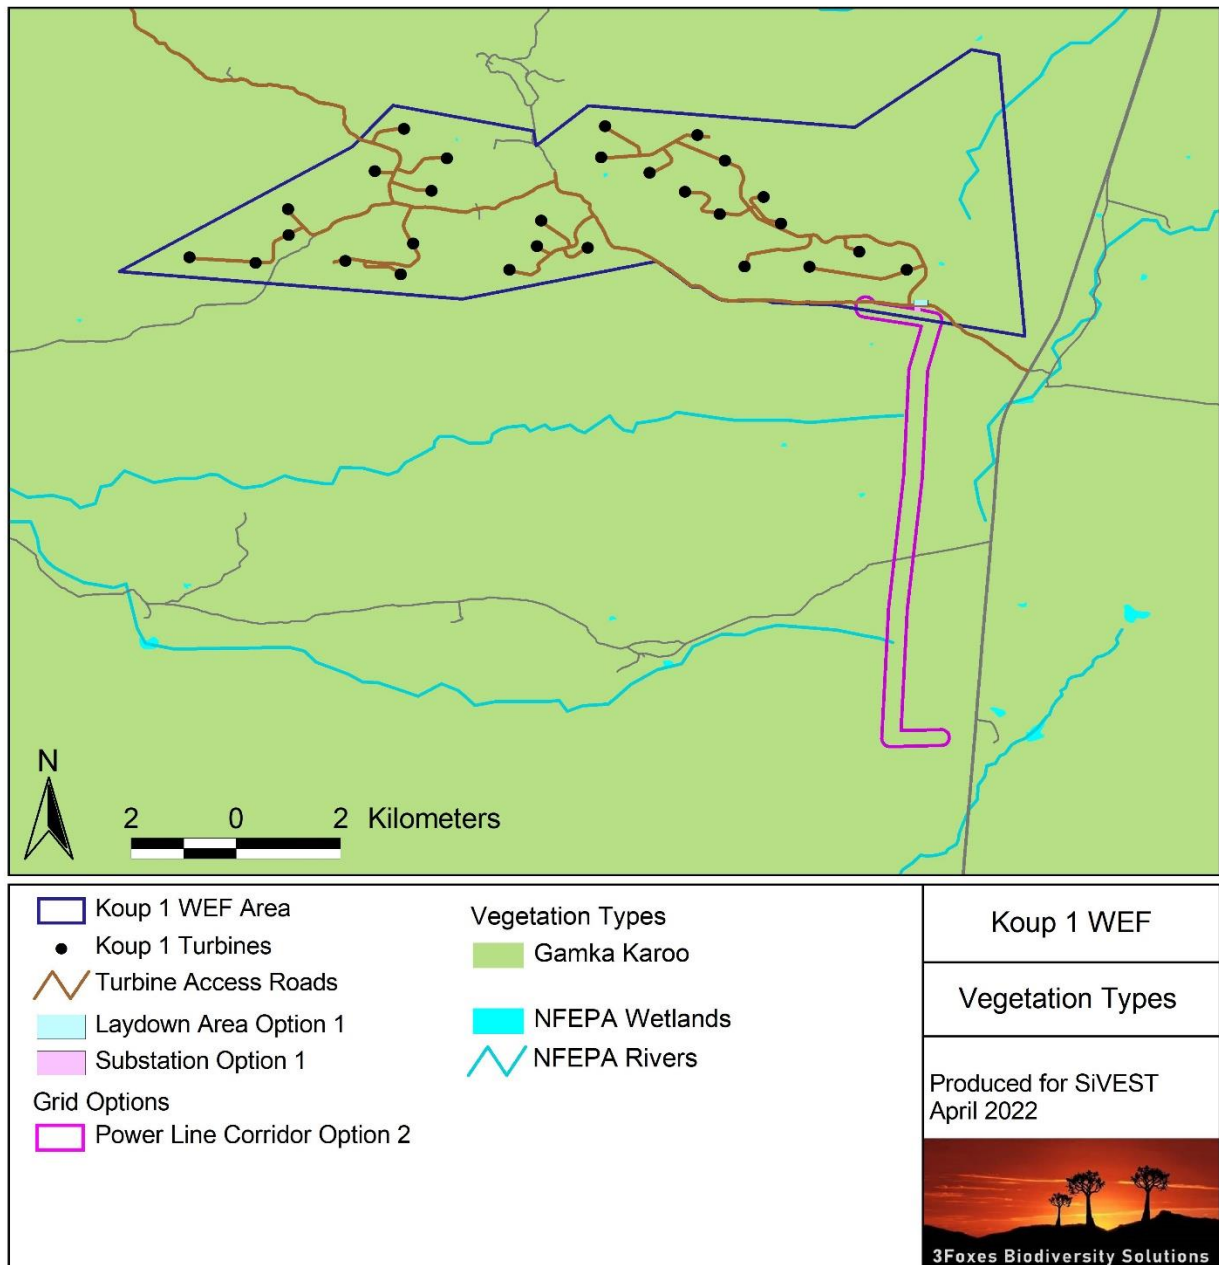 N
2 0 2 Kilometers
Koup 1 WEF Area
Koup 1 Turbines
Turbine Access Roads
Laydown Area Option 1
Substation Option 1
Grid Options
Power Line Corridor Option 2
Vegetation Types
Gamka Karoo
NFEPA Wetlands
NFEPA Rivers
Koup 1 WEF
Vegetation Types
Produced for SiVEST
April 2022
3Foxes Biodiversity Solutions